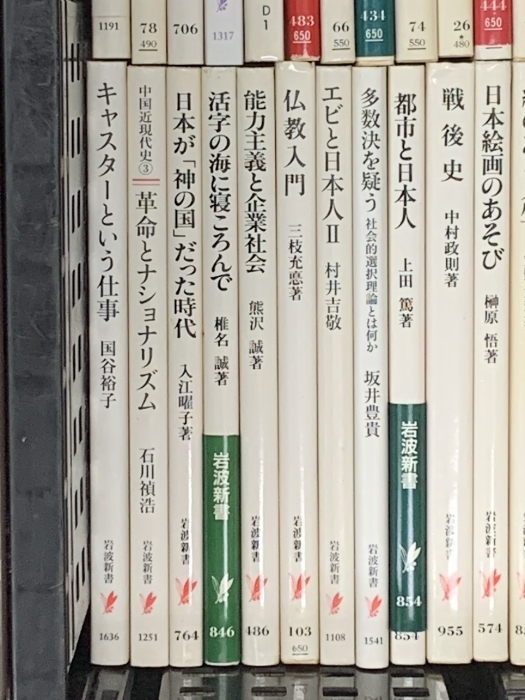 1191
78
490
706
1317
D
1
483
650
66
550
434
650
74
550
26
★
480
444
650
キャスターという仕事 国谷裕子 岩波新書 1636
中国近現代史③ 革命とナショナリズム 石川禎浩 岩波新書 1251
日本が「神の国」だった時代 入江曜子著 岩波新書 764
活字の海に寝ころんで 椎名 誠著 岩波新書 846
能力主義と企業社会 熊沢 誠著 岩波新書 486
仏教入門 三枝充悳著 岩波新書 103
650
エビと日本人Ⅱ 村井吉敬 岩波新書 1108
多数決を疑う 社会的選択理論とは何か 坂井豊貴 岩波新書 1541
都市と日本人 上田 篤著 岩波新書 854
854
戦後史 中村政則著 岩波新書 955
日本絵画のあそび 榊原 悟著 岩波新書 574